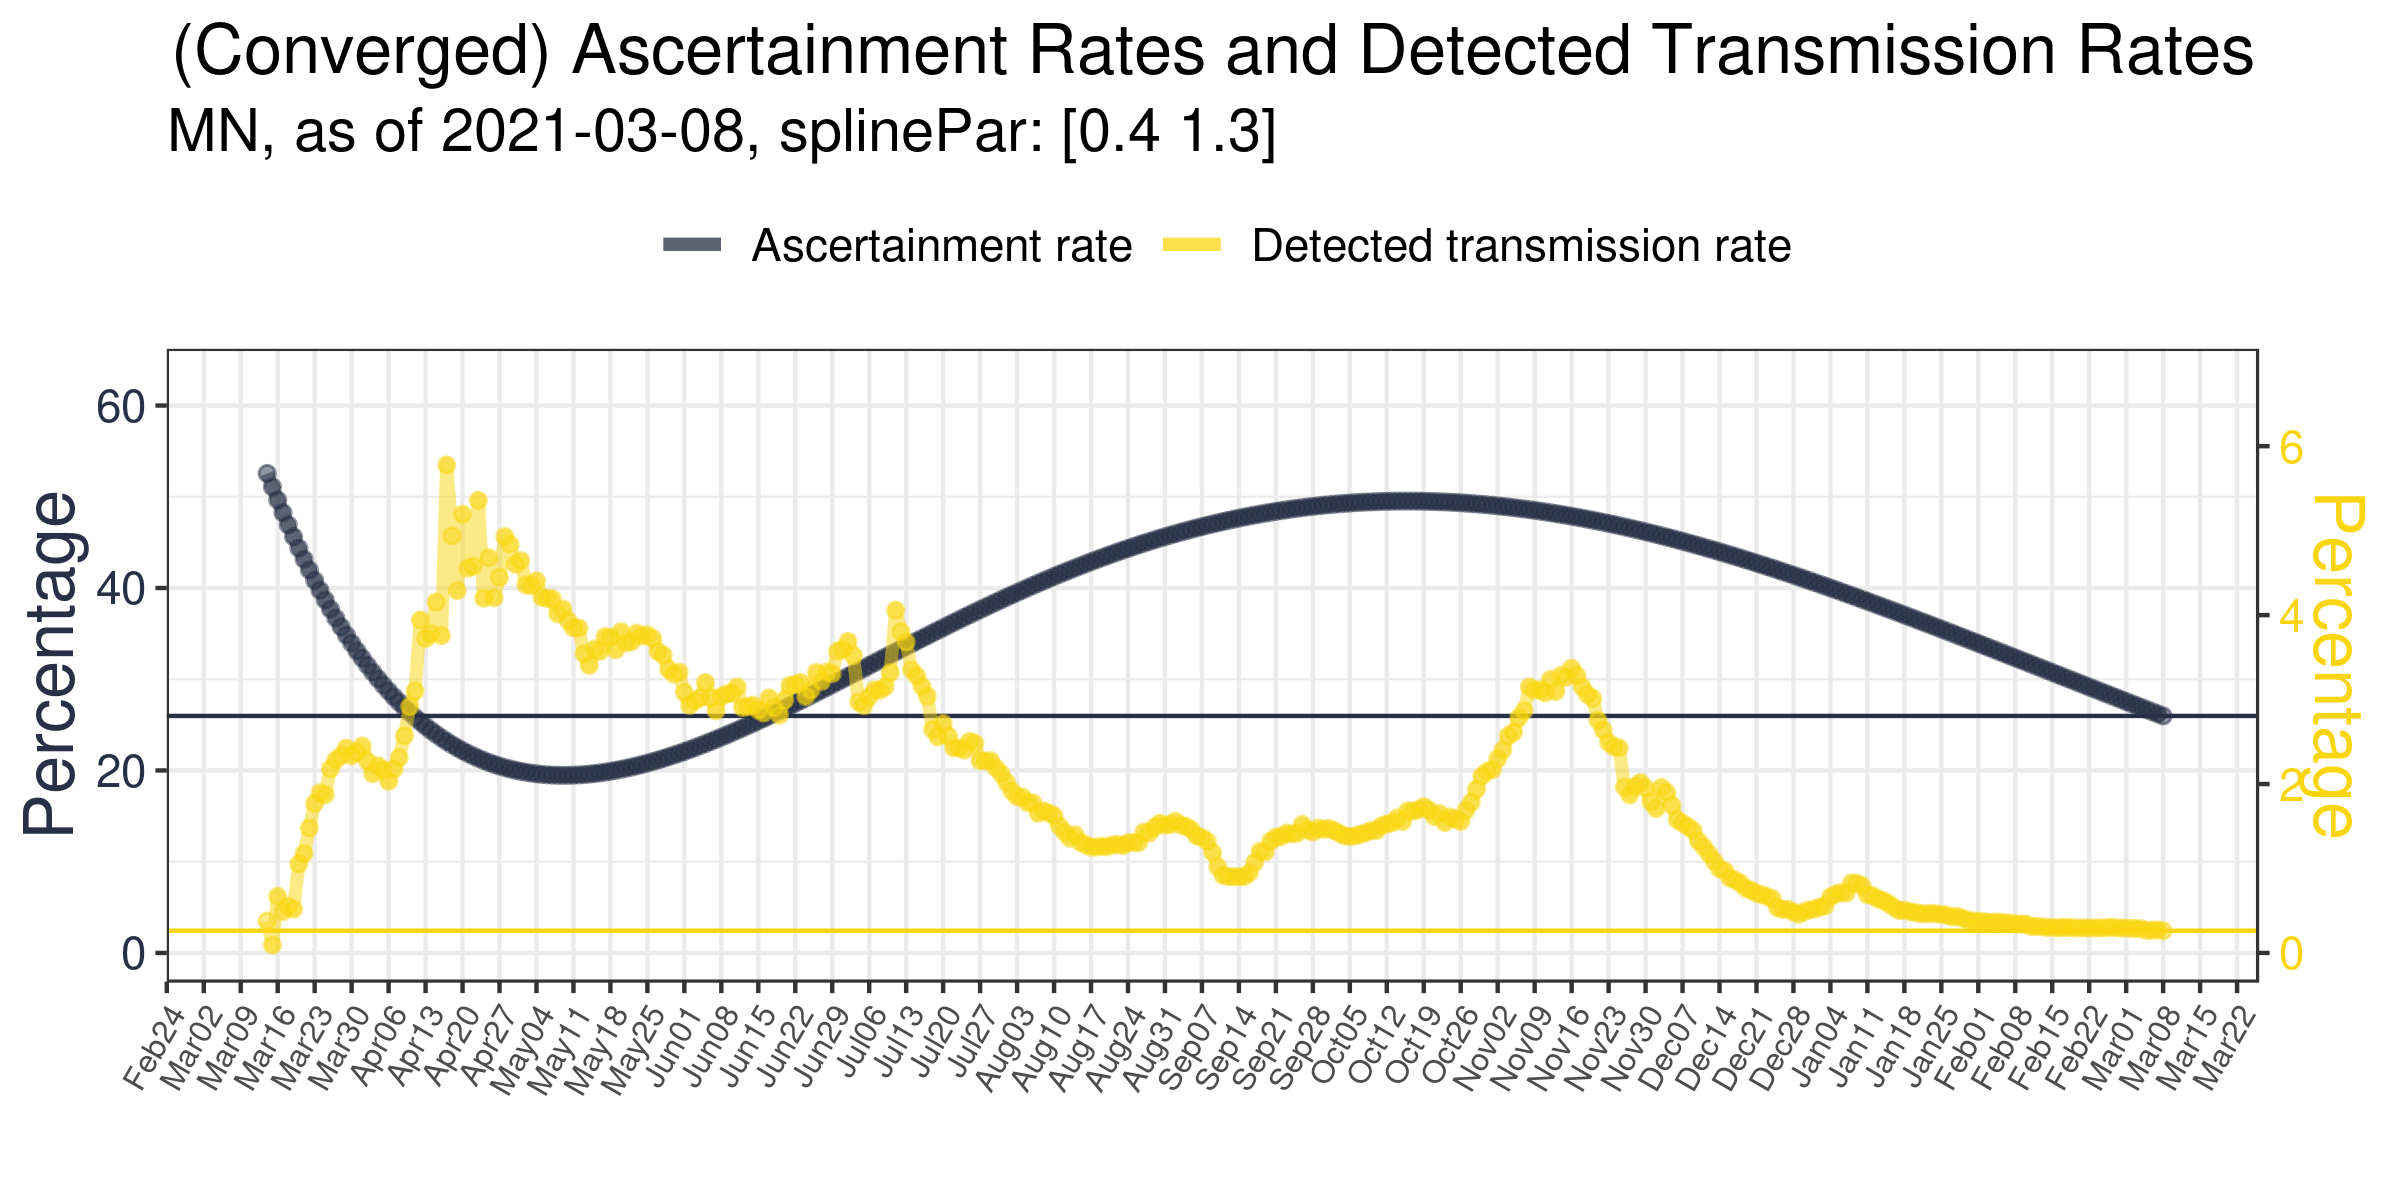 (Converged) Ascertainment Rates and Detected Transmission Rates
MN, as of 2021-03-08, splinePar: [0.4 1.3]
Ascertainment rate Detected transmission rate
Percentage
60
40
20
0
6
4
2
0
Percentage
Feb24 Mar02 Mar09 Mar16 Mar23 Mar30 Apr06 Apr13 Apr20 Apr27 May04 May11 May18 May25 Jun01 Jun08 Jun15 Jun22 Jun29 Jul06 Jul13 Jul20 Jul27 Aug03 Aug10 Aug17 Aug24 Aug31 Sep07 Sep14 Sep21 Sep28 Oct05 Oct12 Oct19 Oct26 Nov02 Nov09 Nov16 Nov23 Nov30 Dec07 Dec14 Dec21 Dec28 Jan04 Jan11 Jan18 Jan25 Feb01 Feb08 Feb15 Feb22 Mar01 Mar08 Mar15 Mar22